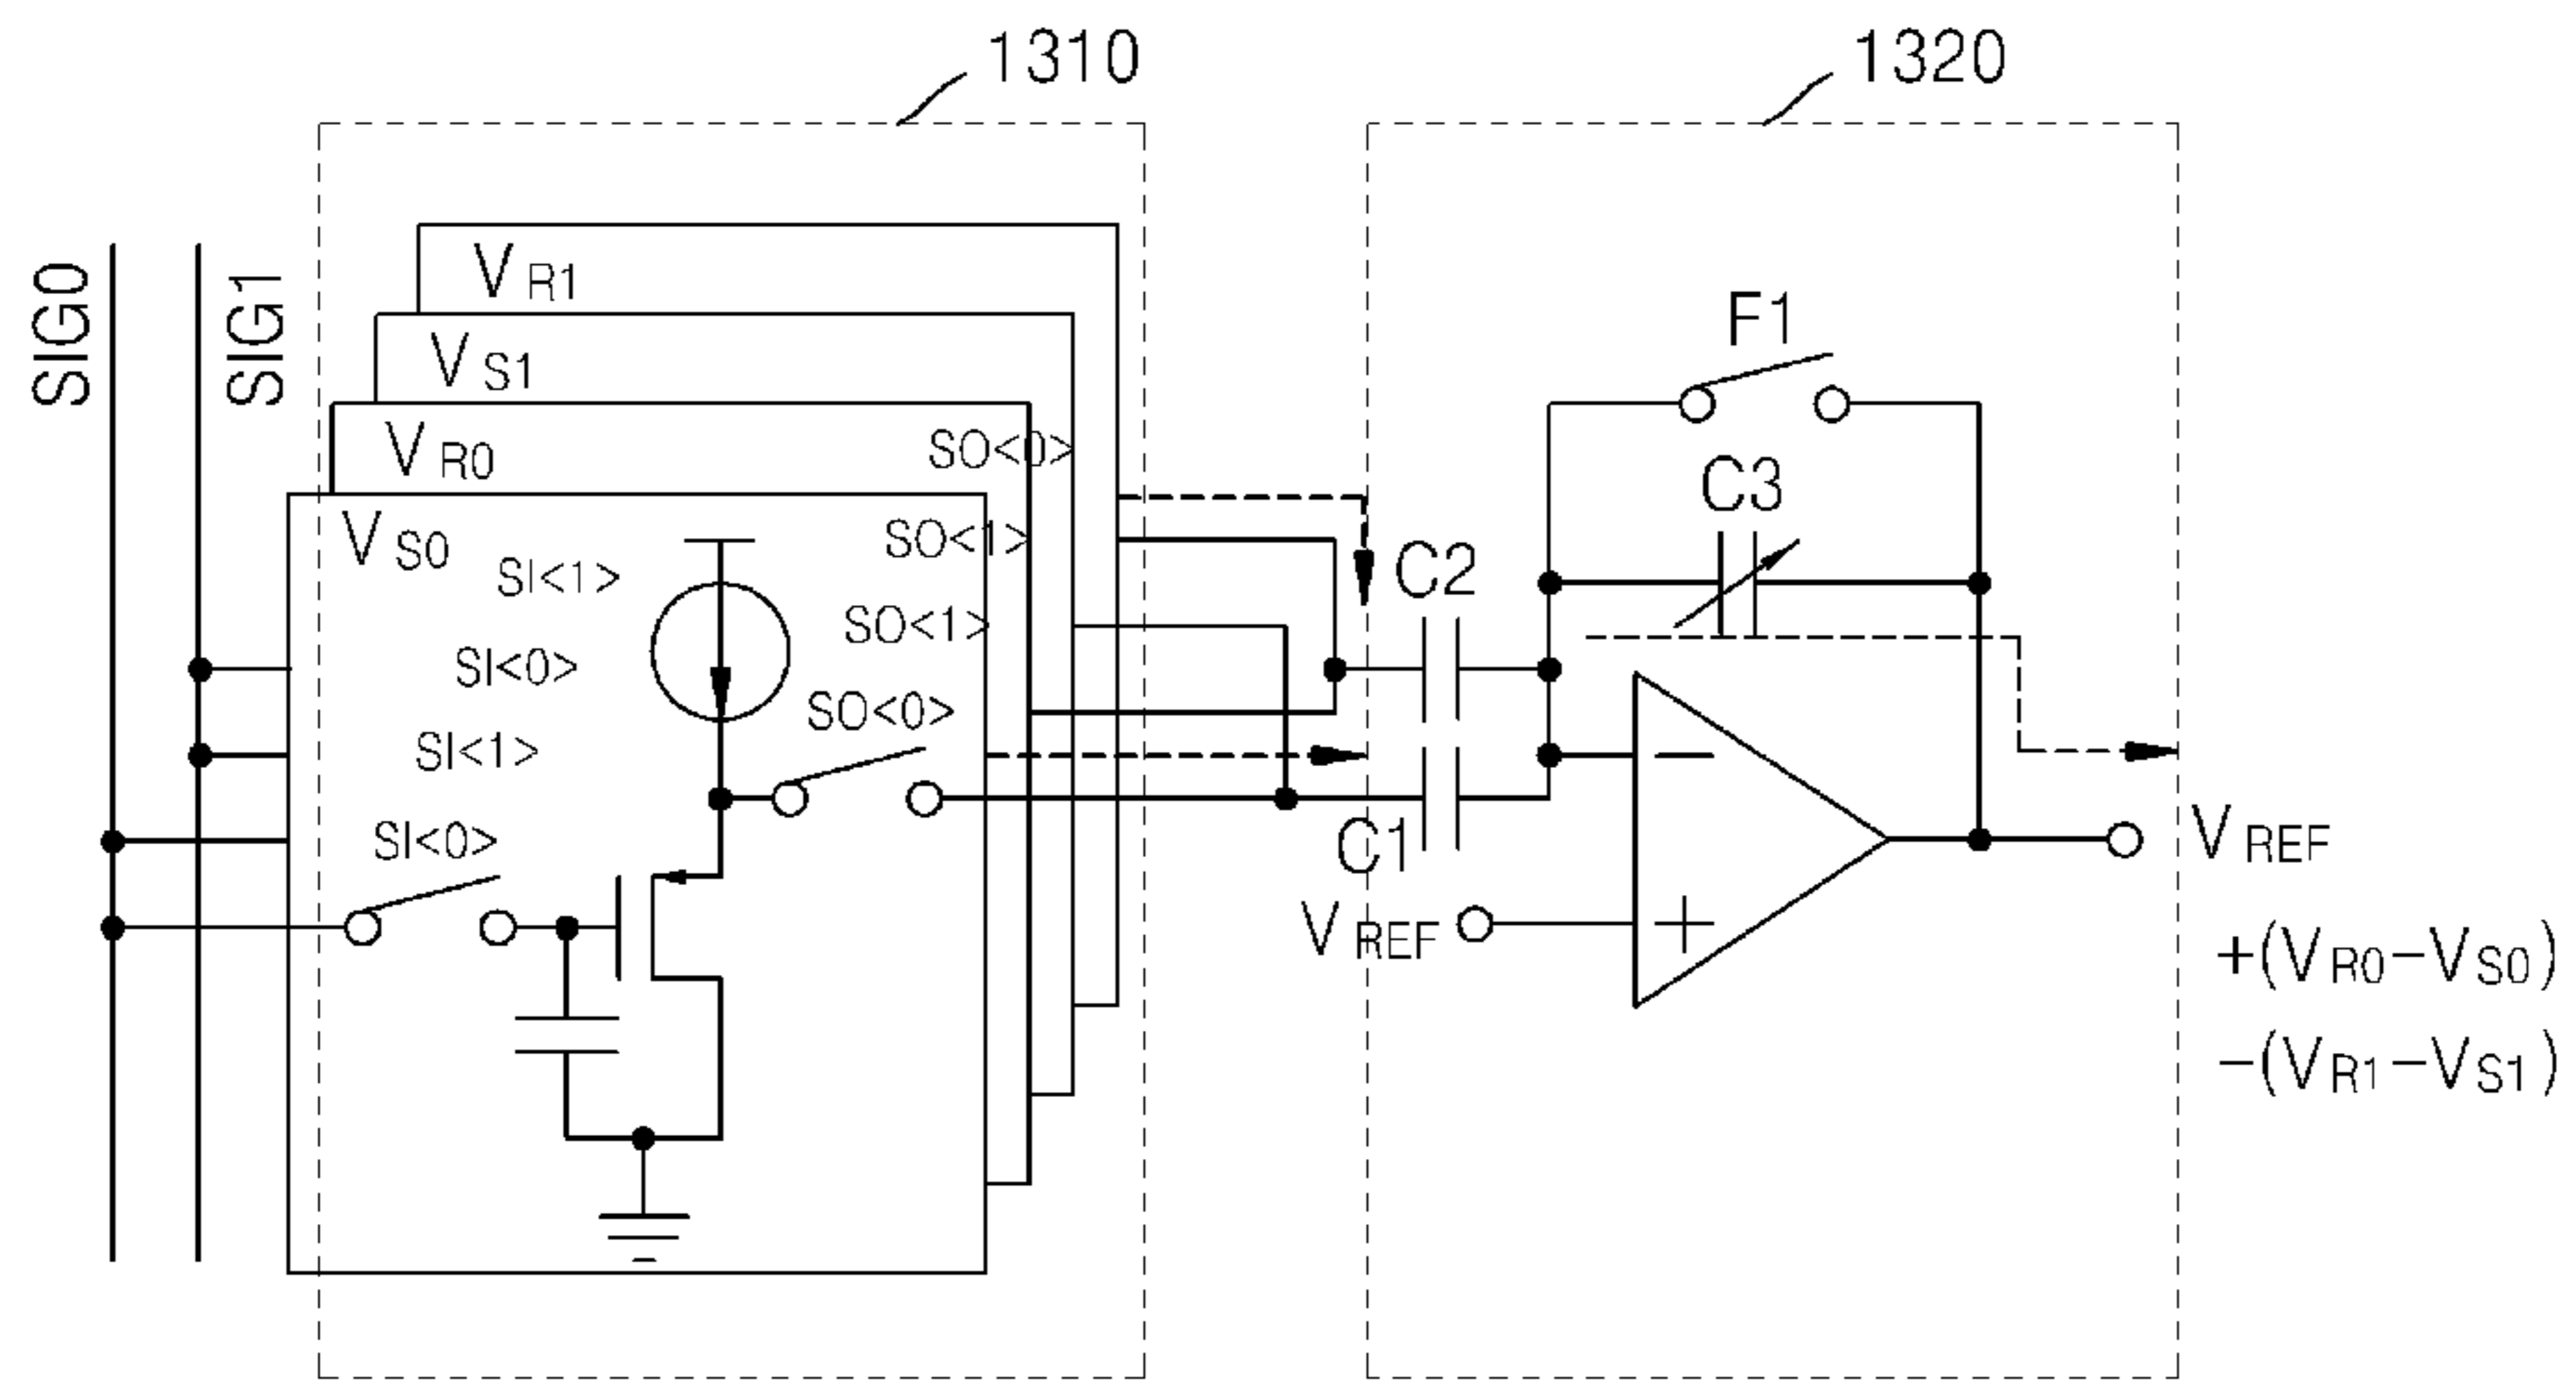 1310
1320
SIG0
SIG1
VR1
VS1
VR0
VS0
SO<0>
SO<1>
SO<1>
SO<0>
SI<1>
SI<0>
SI<1>
SI<0>
F1
C3
C2
C1
−
+
VREF
VREF
+(VR0−VS0)
−(VR1−VS1)